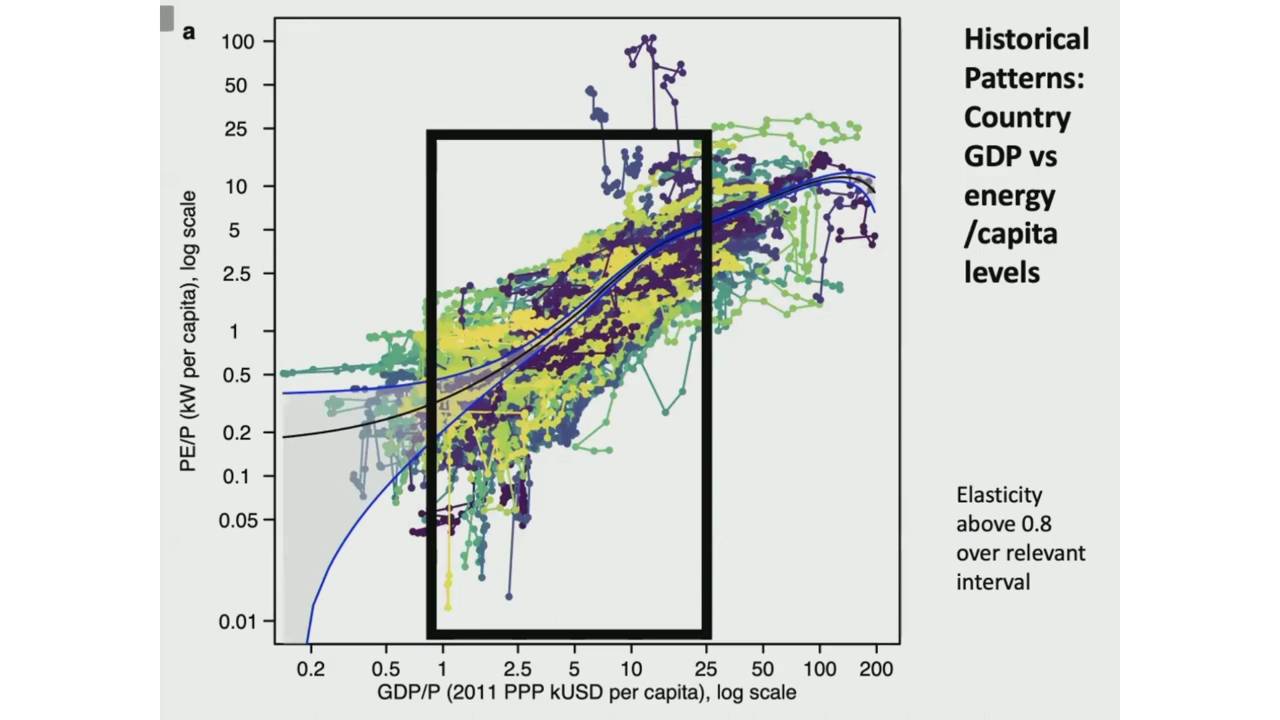 a
Historical
Patterns:
Country
GDP vs
energy
/capita
levels
Elasticity
above 0.8
over relevant
interval
PE/P (kW per capita), log scale
100
50
25
10
5
2.5
1
0.5
0.2
0.1
0.05
0.01
0.2 0.5 1 2.5 5 10 25 50 100 200
GDP/P (2011 PPP kUSD per capita), log scale